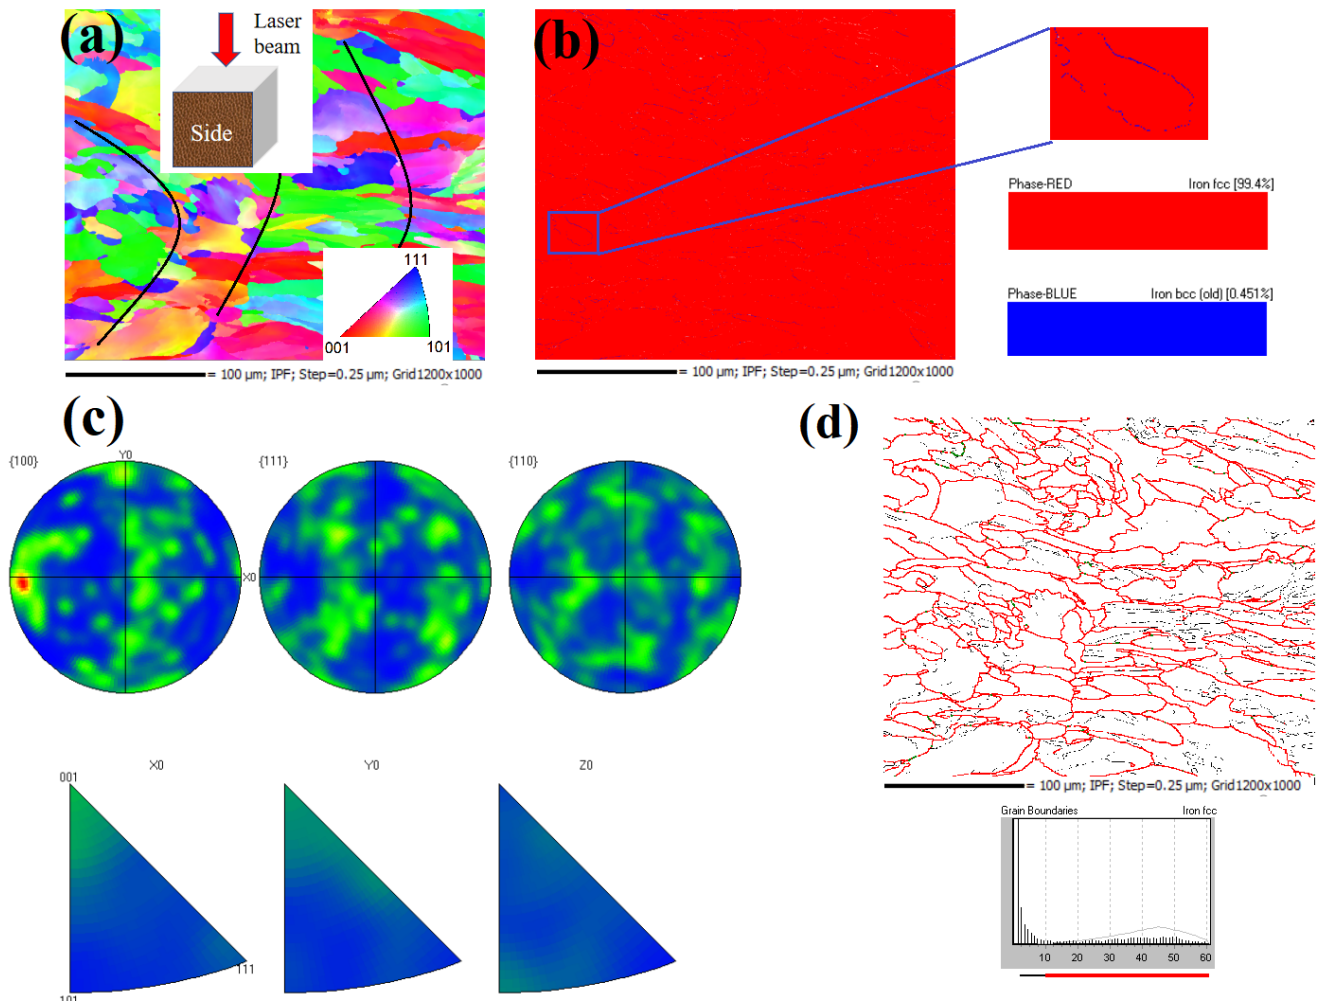 (a)
Laser
beam
Side
111
001
101
= 100 µm; IPF; Step=0.25 µm; Grid1200x1000
(b)
Phase-RED
Iron fcc [99.4%]
Phase-BLUE
Iron bcc (old) [0.451%]
= 100 µm; IPF; Step=0.25 µm; Grid1200x1000
(c)
{100}
Y0
X0
{111}
{110}
001
X0
111
101
Y0
Z0
(d)
= 100 µm; IPF; Step=0.25 µm; Grid1200x1000
Grain Boundaries
Iron fcc
10 20 30 40 50 60